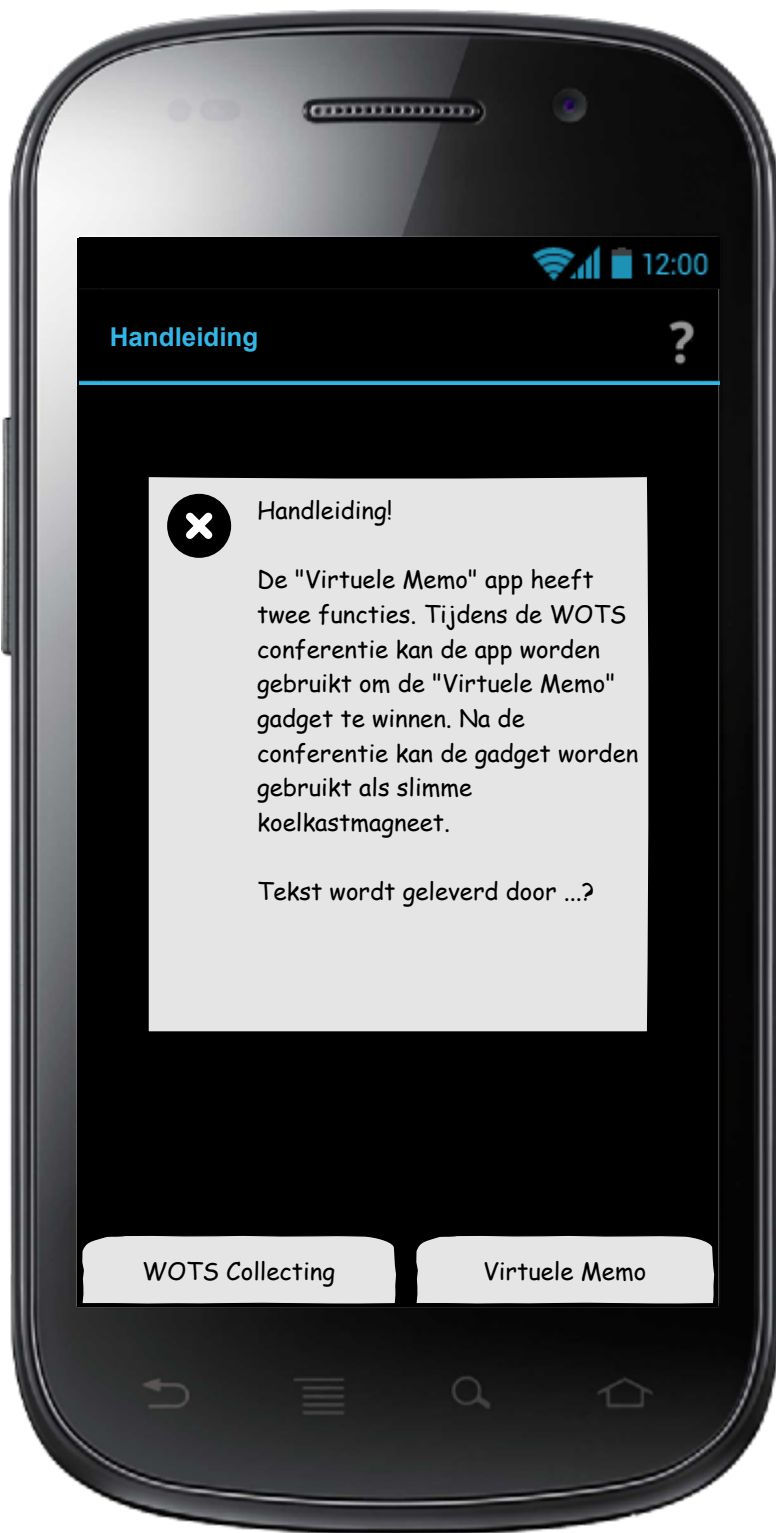 12:00
Handleiding
?
Handleiding!
De "Virtuele Memo" app heeft
twee functies. Tijdens de WOTS
conferentie kan de app worden
gebruikt om de "Virtuele Memo"
gadget te winnen. Na de
conferentie kan de gadget worden
gebruikt als slimme
koelkastmagneet.
Tekst wordt geleverd door ...?
WOTS Collecting
Virtuele Memo